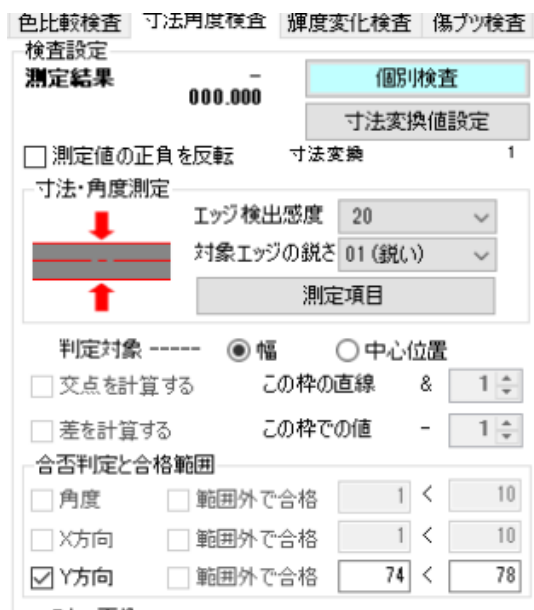 色比較検査 寸法角度検査 輝度変化検査 傷ブツ検査
検査設定
測定結果 - 個別検査
000.000
寸法変換値設定
測定値の正負を反転 寸法変換 1
寸法・角度測定
エッジ検出感度 20
対象エッジの鋭さ 01 (鋭い)
測定項目
判定対象 ----- 幅 中心位置
交点を計算する この枠の直線 & 1
差を計算する この枠での値 - 1
合否判定と合格範囲
角度 範囲外で合格 1 < 10
X方向 範囲外で合格 1 < 10
Y方向 範囲外で合格 74 < 78